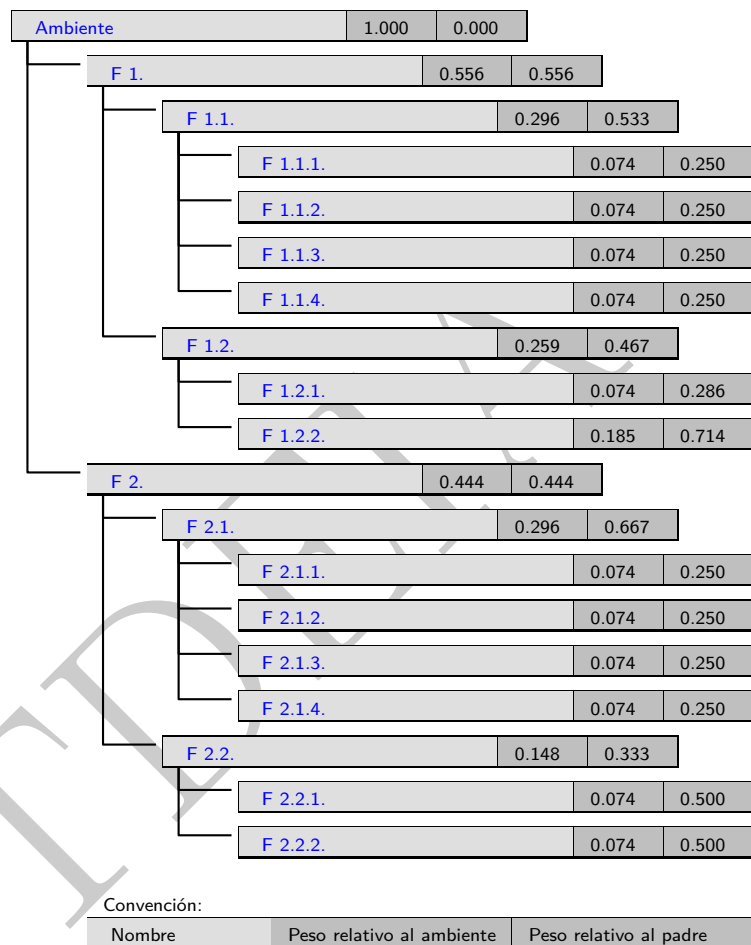 Ambiente 1.000 0.000
F 1. 0.556 0.556
F 1.1. 0.296 0.533
F 1.1.1. 0.074 0.250
F 1.1.2. 0.074 0.250
F 1.1.3. 0.074 0.250
F 1.1.4. 0.074 0.250
F 1.2. 0.259 0.467
F 1.2.1. 0.074 0.286
F 1.2.2. 0.185 0.714
F 2. 0.444 0.444
F 2.1. 0.296 0.667
F 2.1.1. 0.074 0.250
F 2.1.2. 0.074 0.250
F 2.1.3. 0.074 0.250
F 2.1.4. 0.074 0.250
F 2.2. 0.148 0.333
F 2.2.1. 0.074 0.500
F 2.2.2. 0.074 0.500
Convención:
Nombre Peso relativo al ambiente Peso relativo al padre